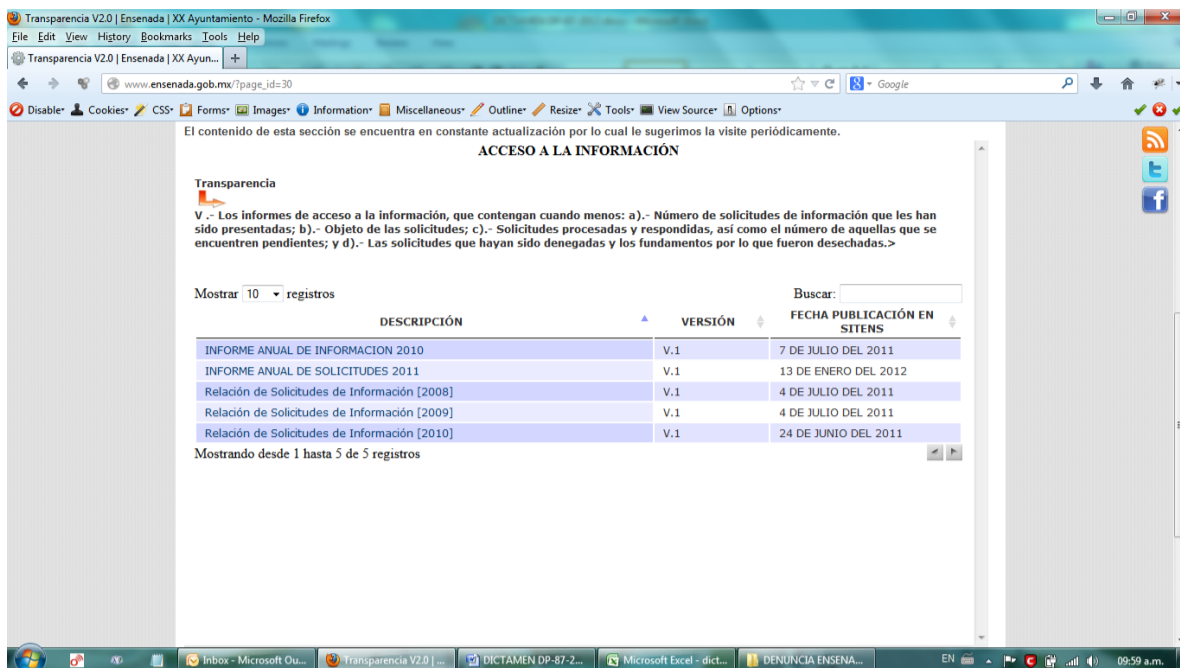 Transparencia V2.0 | Ensenada | XX Ayuntamiento - Mozilla Firefox
File Edit View History Bookmarks Tools Help
Transparencia V2.0 | Ensenada | XX Ayun... +
www.ensenada.gob.mx/?page_id=30
Google
Disable Cookies CSS Forms Images Information Miscellaneous Outline Resize Tools View Source Options
El contenido de esta sección se encuentra en constante actualización por lo cual le sugerimos la visite periódicamente.
ACCESO A LA INFORMACIÓN
Transparencia
V .- Los informes de acceso a la información, que contengan cuando menos: a).- Número de solicitudes de información que les han
sido presentadas; b).- Objeto de las solicitudes; c).- Solicitudes procesadas y respondidas, así como el número de aquellas que se
encuentren pendientes; y d).- Las solicitudes que hayan sido denegadas y los fundamentos por lo que fueron desechadas.>
Mostrar 10 registros
Buscar:
DESCRIPCIÓN VERSIÓN FECHA PUBLICACIÓN EN
SITENS
INFORME ANUAL DE INFORMACION 2010 V.1 7 DE JULIO DEL 2011
INFORME ANUAL DE SOLICITUDES 2011 V.1 13 DE ENERO DEL 2012
Relación de Solicitudes de Información [2008] V.1 4 DE JULIO DEL 2011
Relación de Solicitudes de Información [2009] V.1 4 DE JULIO DEL 2011
Relación de Solicitudes de Información [2010] V.1 24 DE JUNIO DEL 2011
Mostrando desde 1 hasta 5 de 5 registros
Inbox - Microsoft Ou... Transparencia V2.0 | ... DICTAMEN DP-87-2... Microsoft Excel - dict... DENUNCIA ENSENA... EN 09:59 a.m.